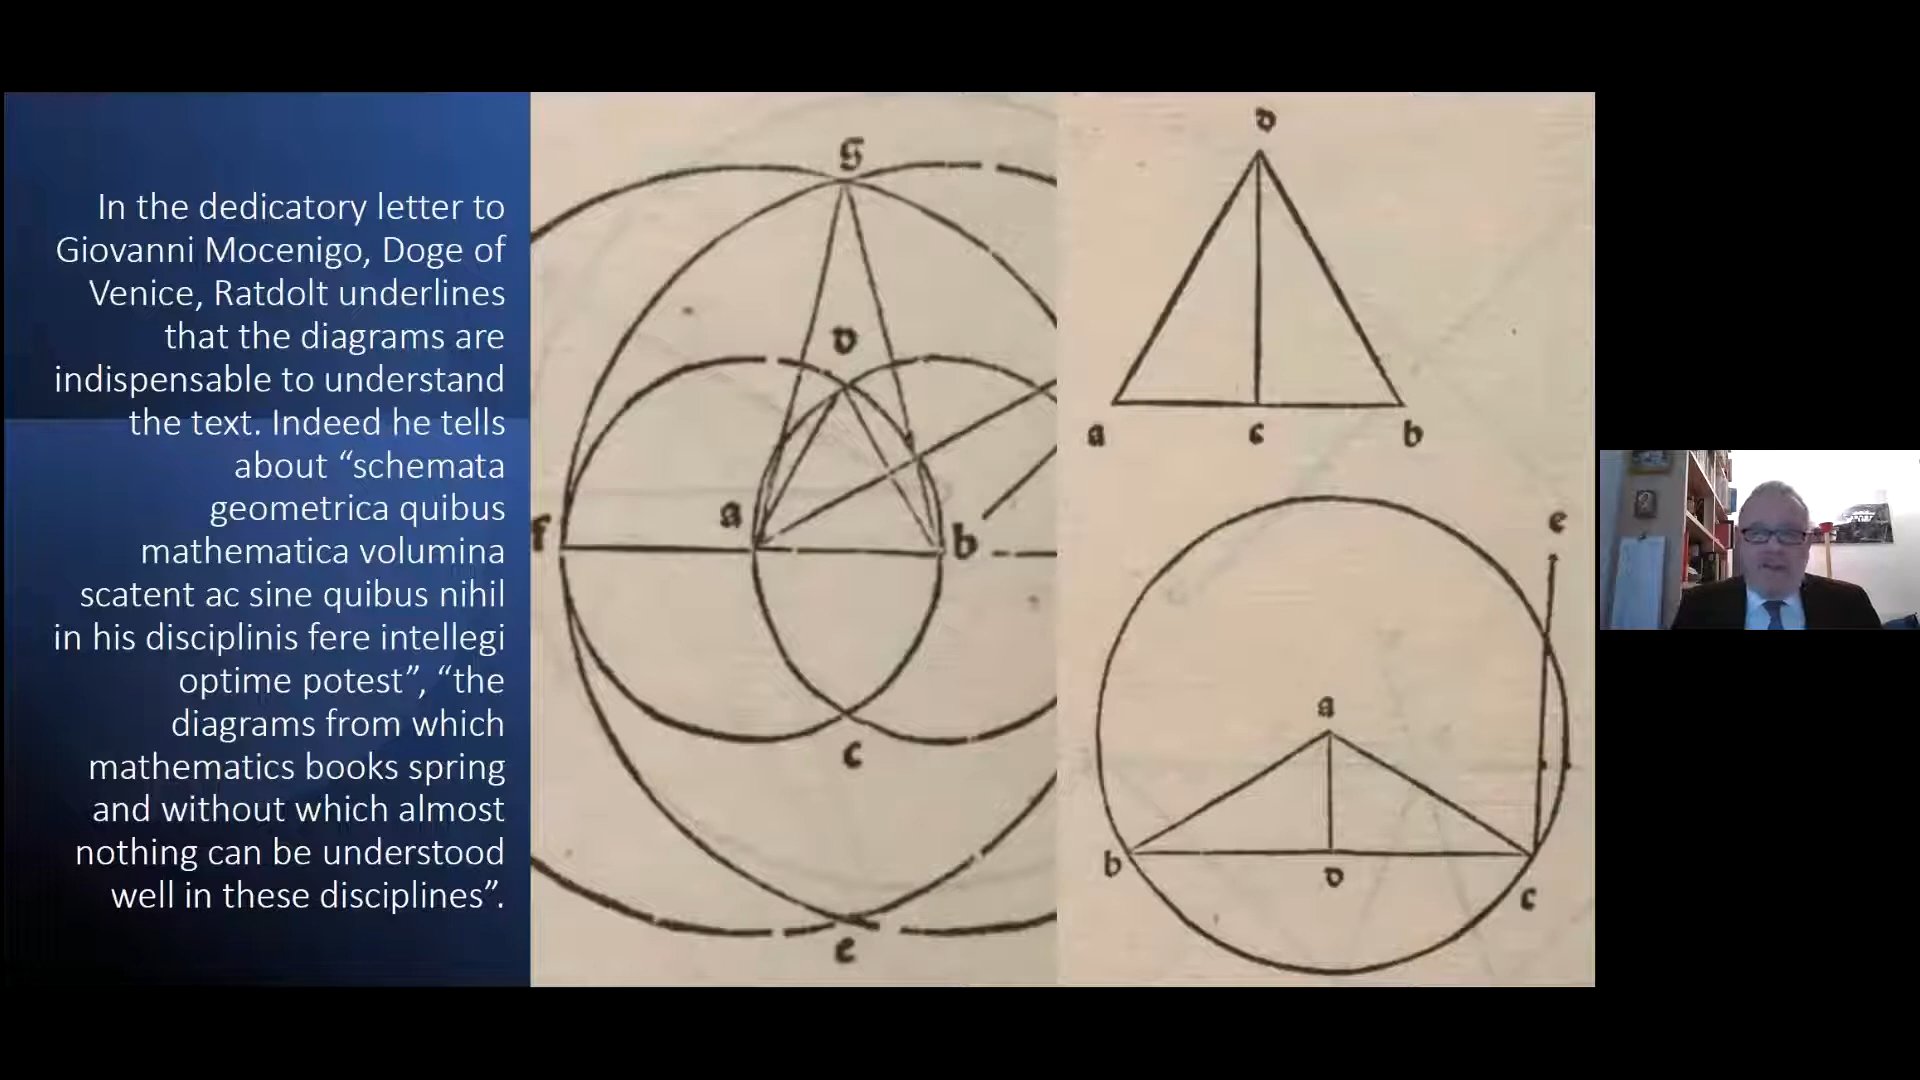 In the dedicatory letter to
Giovanni Mocenigo, Doge of
Venice, Ratdolt underlines
that the diagrams are
indispensable to understand
the text. Indeed he tells
about “schemata
geometrica quibus
mathematica volumina
scatent ac sine quibus nihil
in his disciplinis fere intellegi
optime potest”, “the
diagrams from which
mathematics books spring
and without which almost
nothing can be understood
well in these disciplines”.
g
d
a
b
f
c
e
d
a
c
b
e
a
b
d
c